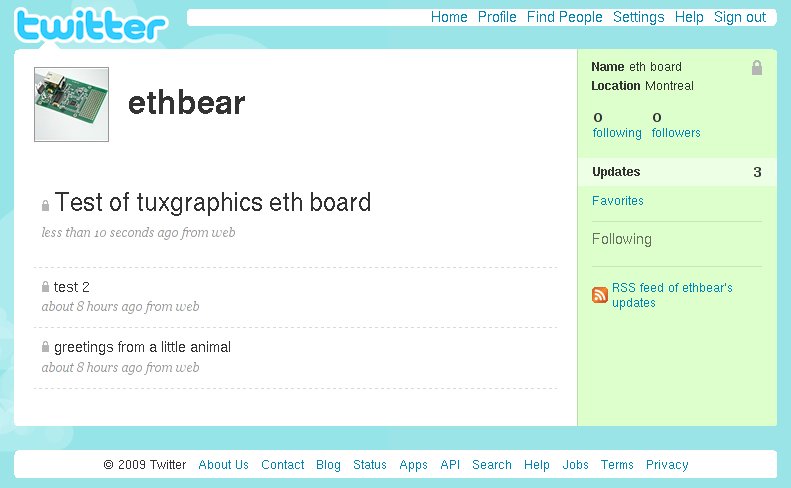 twitter
Home Profile Find People Settings Help Sign out
ethbear
Test of tuxgraphics eth board
less than 10 seconds ago from web
test 2
about 8 hours ago from web
greetings from a little animal
about 8 hours ago from web
Name eth board
Location Montreal
0 0
following followers
Updates 3
Favorites
Following
RSS feed of ethbear's
updates
© 2009 Twitter About Us Contact Blog Status Apps API Search Help Jobs Terms Privacy